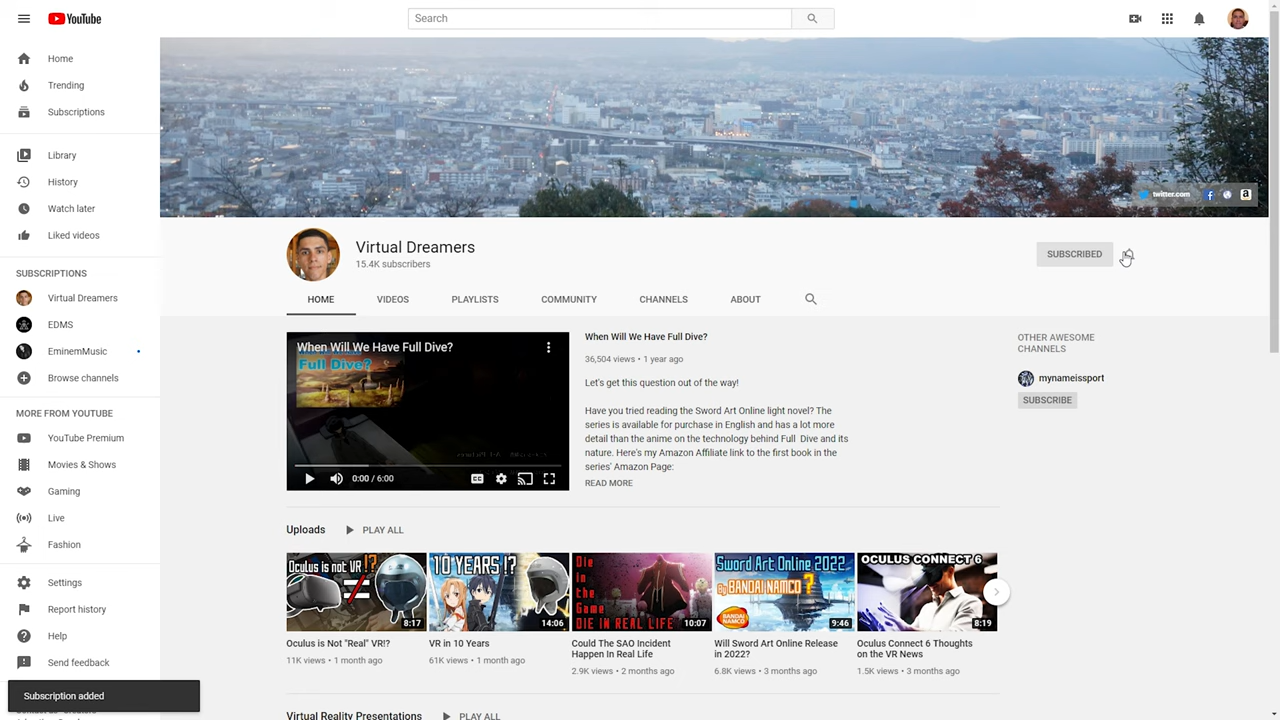 YouTube
Search
Home
Trending
Subscriptions
Library
History
Watch later
Liked videos
SUBSCRIPTIONS
Virtual Dreamers
EDMS
EminemMusic
Browse channels
MORE FROM YOUTUBE
YouTube Premium
Movies & Shows
Gaming
Live
Fashion
Settings
Report history
Help
Send feedback
Subscription added
twitter.com
Virtual Dreamers
15.4K subscribers
SUBSCRIBED
HOME
VIDEOS
PLAYLISTS
COMMUNITY
CHANNELS
ABOUT
When Will We Have Full Dive?
Full Dive?
0:00 / 6:00
When Will We Have Full Dive?
36,504 views • 1 year ago
Let's get this question out of the way!
Have you tried reading the Sword Art Online light novel? The
series is available for purchase in English and has a lot more
detail than the anime on the technology behind Full Dive and its
nature. Here's my Amazon Affiliate link to the first book in the
series' Amazon Page:
READ MORE
OTHER AWESOME
CHANNELS
mynameissport
SUBSCRIBE
Uploads
PLAY ALL
Oculus is not VR!?
8:17
Oculus is Not "Real" VR!?
11K views • 1 month ago
10 YEARS!?
14:06
VR in 10 Years
61K views • 1 month ago
Die
in
the
Game
DIE IN REAL LIFE
10:07
Could The SAO Incident
Happen In Real Life
2.9K views • 2 months ago
Sword Art Online 2022
By BANDAI NAMCO?
BANDAI
NAMCO
9:46
Will Sword Art Online Release
in 2022?
6.8K views • 3 months ago
OCULUS CONNECT 6
8:19
Oculus Connect 6 Thoughts
on the VR News
1.5K views • 3 months ago
Virtual Reality Presentations
PLAY ALL